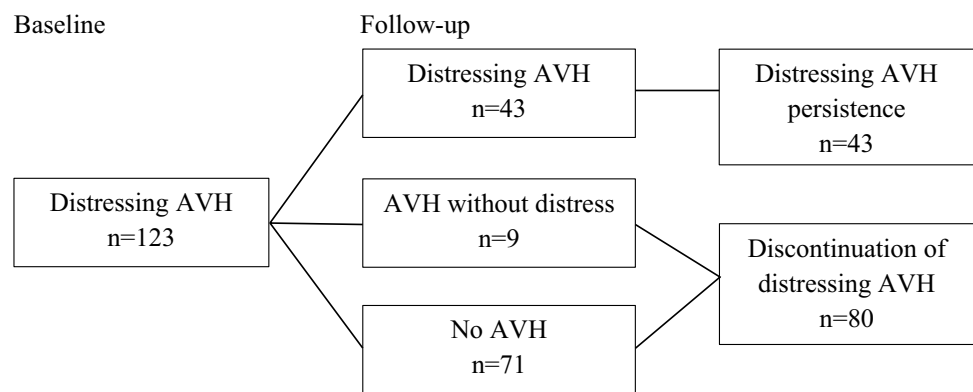 Baseline
Follow-up
Distressing AVH
n=123
Distressing AVH
n=43
AVH without distress
n=9
No AVH
n=71
Distressing AVH
persistence
n=43
Discontinuation of
distressing AVH
n=80